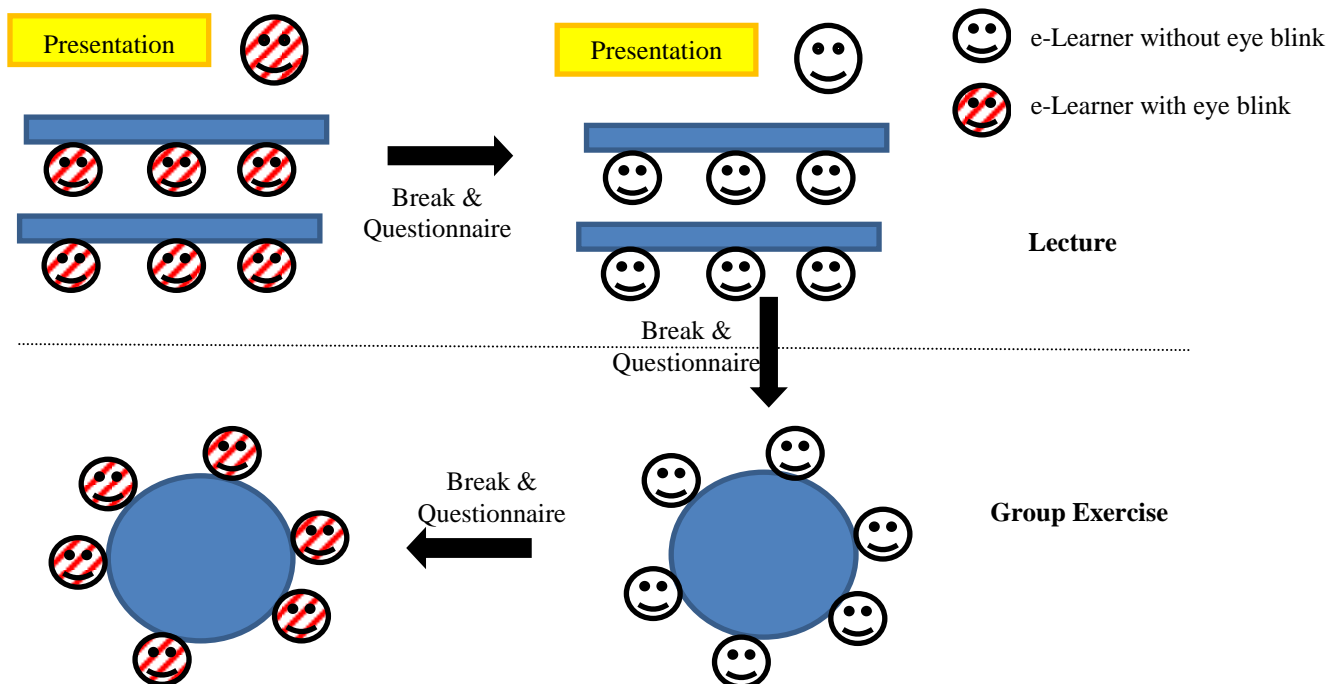 Presentation
Presentation
e-Learner without eye blink
e-Learner with eye blink
Break &
Questionnaire
Lecture
Break &
Questionnaire
Break &
Questionnaire
Group Exercise